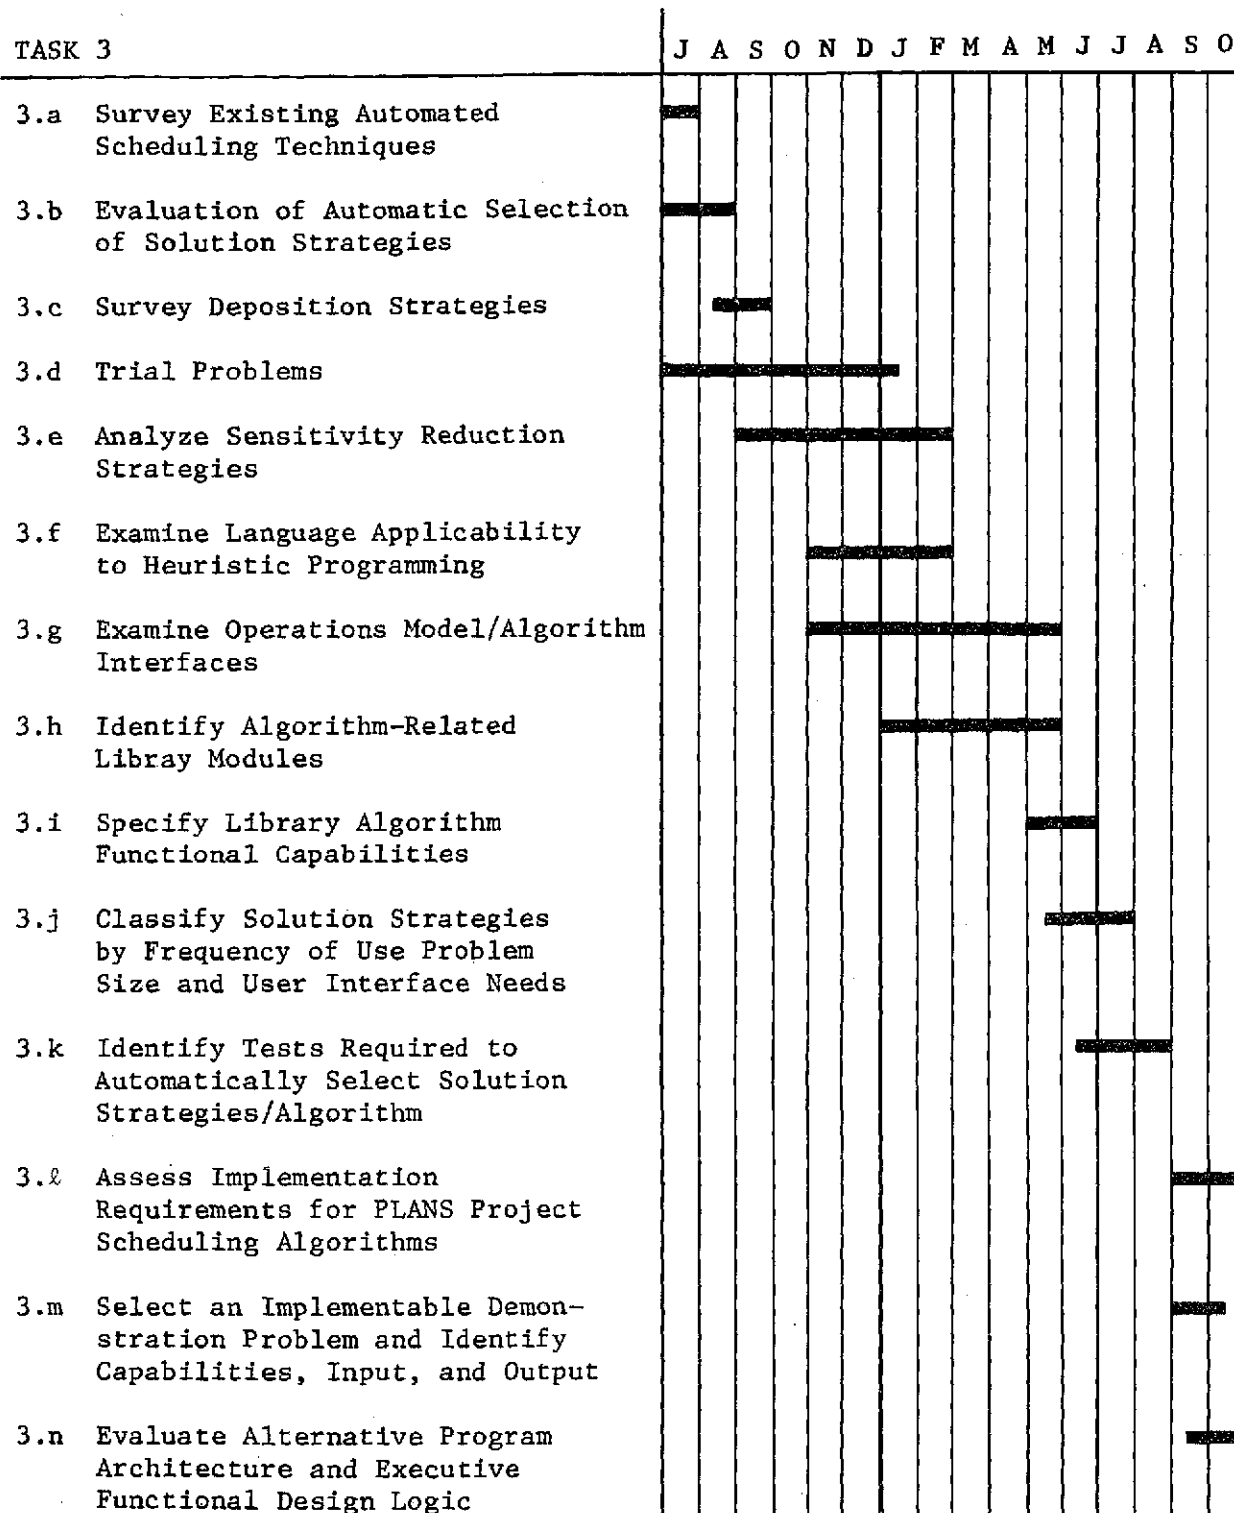 TASK 3 J A S O N D J F M A M J J A S O
3.a Survey Existing Automated
Scheduling Techniques
3.b Evaluation of Automatic Selection
of Solution Strategies
3.c Survey Deposition Strategies
3.d Trial Problems
3.e Analyze Sensitivity Reduction
Strategies
3.f Examine Language Applicability
to Heuristic Programming
3.g Examine Operations Model/Algorithm
Interfaces
3.h Identify Algorithm-Related
Libray Modules
3.i Specify Library Algorithm
Functional Capabilities
3.j Classify Solution Strategies
by Frequency of Use Problem
Size and User Interface Needs
3.k Identify Tests Required to
Automatically Select Solution
Strategies/Algorithm
3.ℓ Assess Implementation
Requirements for PLANS Project
Scheduling Algorithms
3.m Select an Implementable Demon-
stration Problem and Identify
Capabilities, Input, and Output
3.n Evaluate Alternative Program
Architecture and Executive
Functional Design Logic